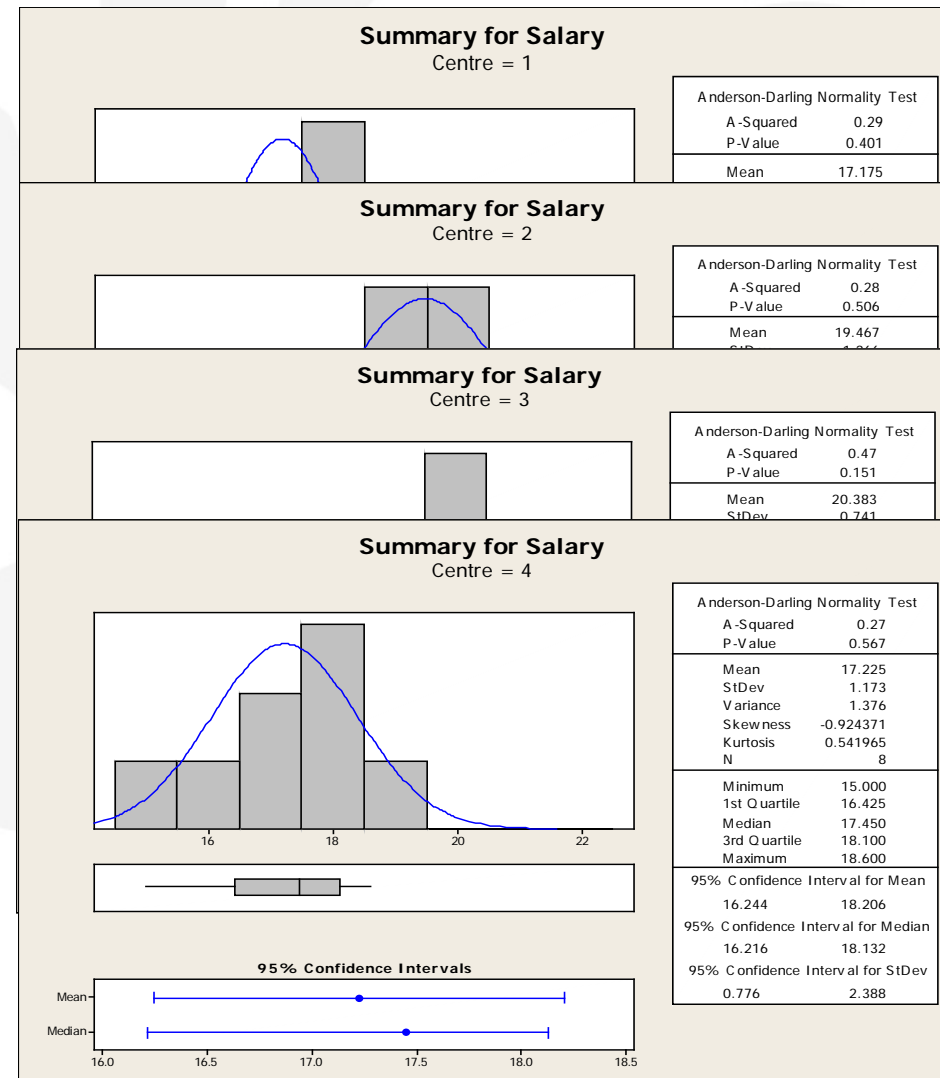 Summary for Salary
Centre = 1
Anderson-Darling Normality Test
A-Squared 0.29
P-Value 0.401
Mean 17.175
Summary for Salary
Centre = 2
Anderson-Darling Normality Test
A-Squared 0.28
P-Value 0.506
Mean 19.467
Summary for Salary
Centre = 3
Anderson-Darling Normality Test
A-Squared 0.47
P-Value 0.151
Mean 20.383
StDev 0.741
Summary for Salary
Centre = 4
Anderson-Darling Normality Test
A-Squared 0.27
P-Value 0.567
Mean 17.225
StDev 1.173
Variance 1.376
Skewness -0.924371
Kurtosis 0.541965
N 8
Minimum 15.000
1st Quartile 16.425
Median 17.450
3rd Quartile 18.100
Maximum 18.600
95% Confidence Interval for Mean
16.244 18.206
95% Confidence Interval for Median
16.216 18.132
95% Confidence Interval for StDev
0.776 2.388
16 18 20 22
95% Confidence Intervals
Mean
Median
16.0 16.5 17.0 17.5 18.0 18.5